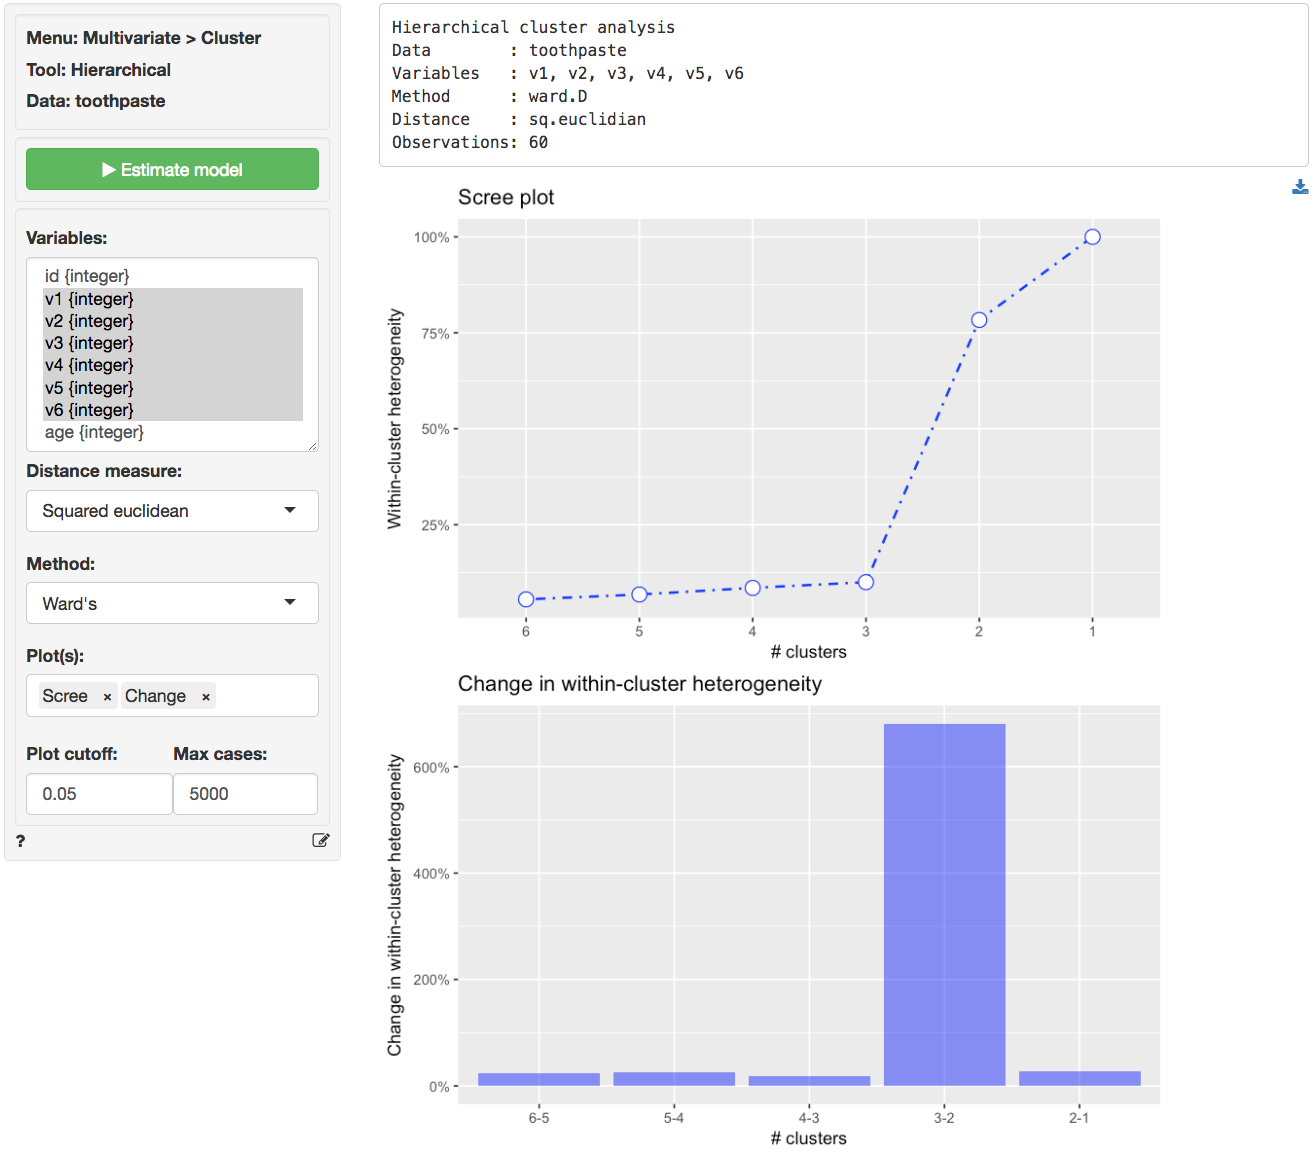 Menu: Multivariate > Cluster
Tool: Hierarchical
Data: toothpaste
Estimate model
Variables:
id {integer}
v1 {integer}
v2 {integer}
v3 {integer}
v4 {integer}
v5 {integer}
v6 {integer}
age {integer}
Distance measure:
Squared euclidean
Method:
Ward's
Plot(s):
Scree × Change ×
Plot cutoff: Max cases:
0.05 5000
?
Hierarchical cluster analysis
Data : toothpaste
Variables : v1, v2, v3, v4, v5, v6
Method : ward.D
Distance : sq.euclidian
Observations: 60
Scree plot
Within-cluster heterogeneity
100%
75%
50%
25%
6 5 4 3 2 1
# clusters
Change in within-cluster heterogeneity
Change in within-cluster heterogeneity
600%
400%
200%
0%
6-5 5-4 4-3 3-2 2-1
# clusters